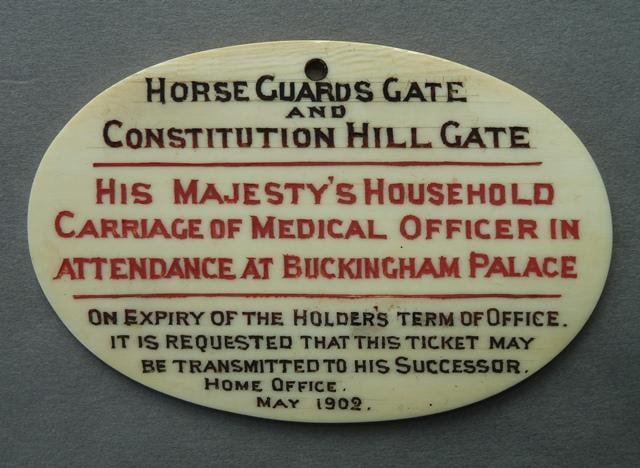 HORSE GUARDS GATE
AND
CONSTITUTION HILL GATE
HIS MAJESTY'S HOUSEHOLD
CARRIAGE OF MEDICAL OFFICER IN
ATTENDANCE AT BUCKINGHAM PALACE
ON EXPIRY OF THE HOLDER'S TERM OF OFFICE.
IT IS REQUESTED THAT THIS TICKET MAY
BE TRANSMITTED TO HIS SUCCESSOR.
HOME OFFICE.
MAY 1902.